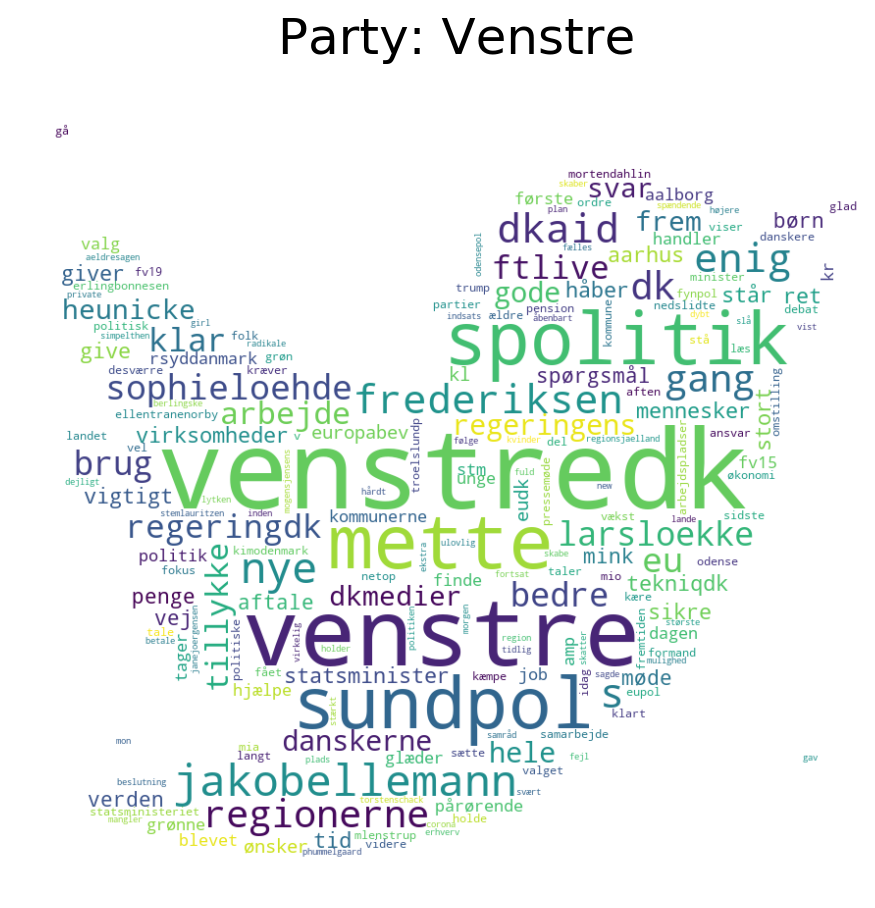 Party: Venstre
gå
mortendahlin
skaber
svar
aalborg
første
ordre
spændende
plan
højere
glad
dkaid
frem
viser
børn
danskere
handler
odensepol
fælles
valg
aeldresagen
ftlive
aarhus
enig
giver
fv19
erlingbonnesen
private
trump
gode
håber
dk
minister
fynpol
står
ret
kr
heunicke
partier
pension
nedslidte
debat
politisk
girl
indsats
ældre
åbenbart
kommune
dybt
slå
vist
simpelthen
klar
folk
radikale
spolitik
stå
læs
give
rsyddanmark
grøn
desværre
kræver
kl
spørgsmål
gang
aften
omstilling
sophieloehde
frederiksen
berlingske
ellentranenorby
arbejde
mennesker
stort
regeringens
landet
virksomheder
v
europabev
troelslundp
følge
kvinder
del
regionsjaelland
ansvar
vel
brug
venstredk
stm
unge
fuld
pressemøde
arbejdspladser
fv15
økonomi
dejligt
vigtigt
lytken
mogensjensens
hårdt
eudk
new
stemlauritzen
inden
kommunerne
vækst
lande
sidste
regeringdk
mette
larsloekke
politik
kimodenmark
ekstra
ulovlig
skabe
mink
eu
odense
fokus
nye
netop
finde
fortsat
taler
mio
tekniqdk
penge
aftale
dkmedier
bedre
kære
største
vej
tillykke
janejoergensen
sikre
tale
betale
politiske
venstre
virkelig
holder
politiken
morgen
region
tidlig
amp
skatter
fremtiden
dagen
formand
mulighed
tager
fået
statsminister
kæmpe
job
idag
sagde
møde
eupol
hjælpe
stærkt
sundpol
s
klart
mon
danskerne
samråd
samarbejde
mia
langt
plads
glæder
sætte
hele
fejl
valget
gav
beslutning
jakobellemann
svært
verden
torstenschack
statsministeriet
mangler
grønne
regionerne
pårørende
corona
holde
erhverv
blevet
ønsker
tid
mlenstrup
videre
phummelgaard